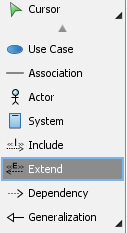 Cursor
Use Case
Association
Actor
System
Include
Extend
Dependency
Generalization